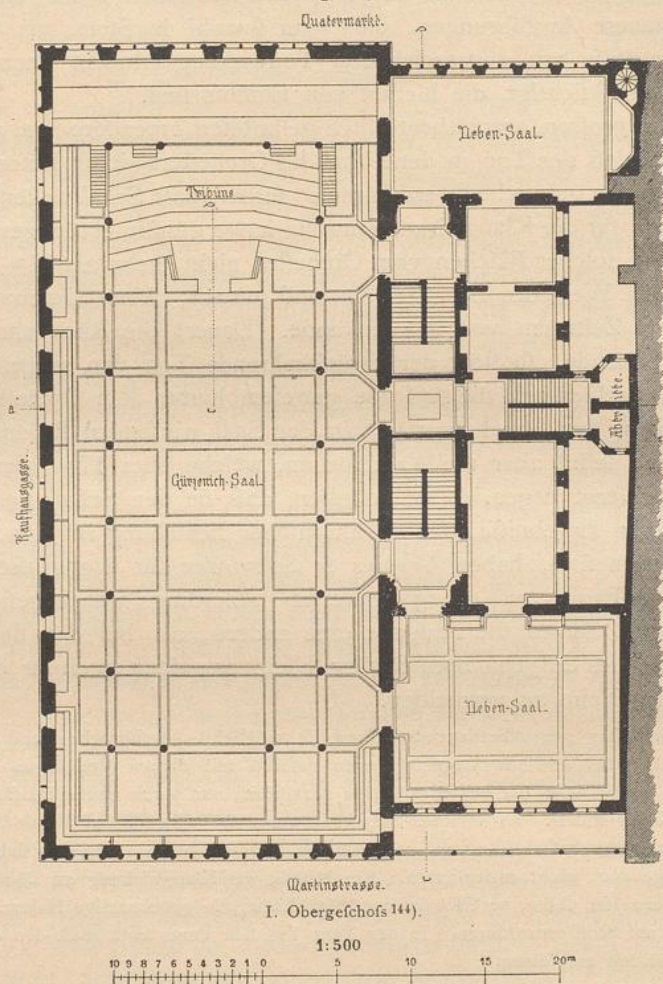 Quatermarkt.
Neben-Saal.
Tribüne
Kaufhausgasse.
Gürzenich-Saal.
Abtritte.
Neben-Saal.
Martinstrasse.
I. Obergeſchoſs 144).
1:500
10 9 8 7 6 5 4 3 2 1 0 5 10 15 20m